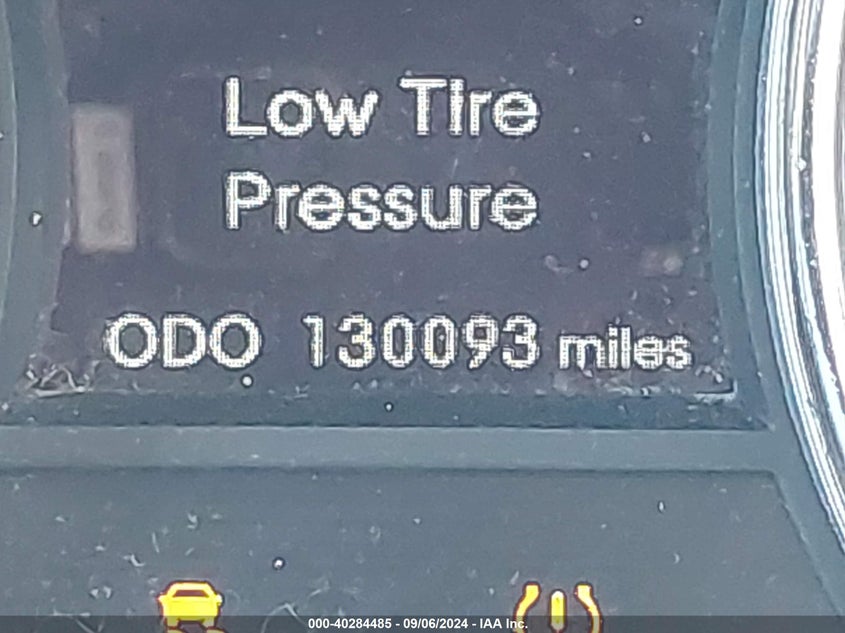 Low Tire
Pressure
ODO 130093 miles
000-40284485 - 09/06/2024 - IAA Inc.